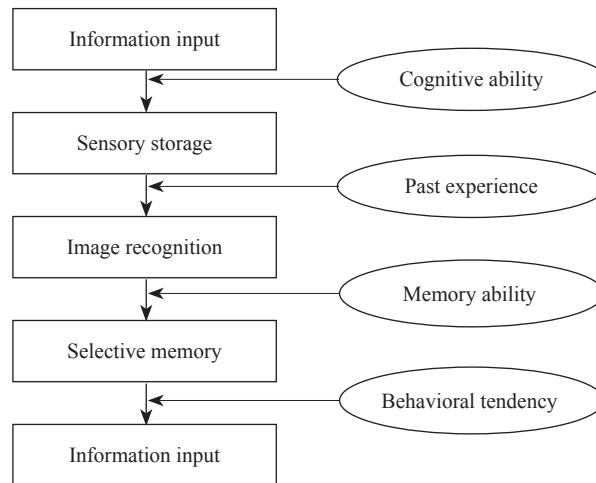 Information input
Cognitive ability
Sensory storage
Past experience
Image recognition
Memory ability
Selective memory
Behavioral tendency
Information input